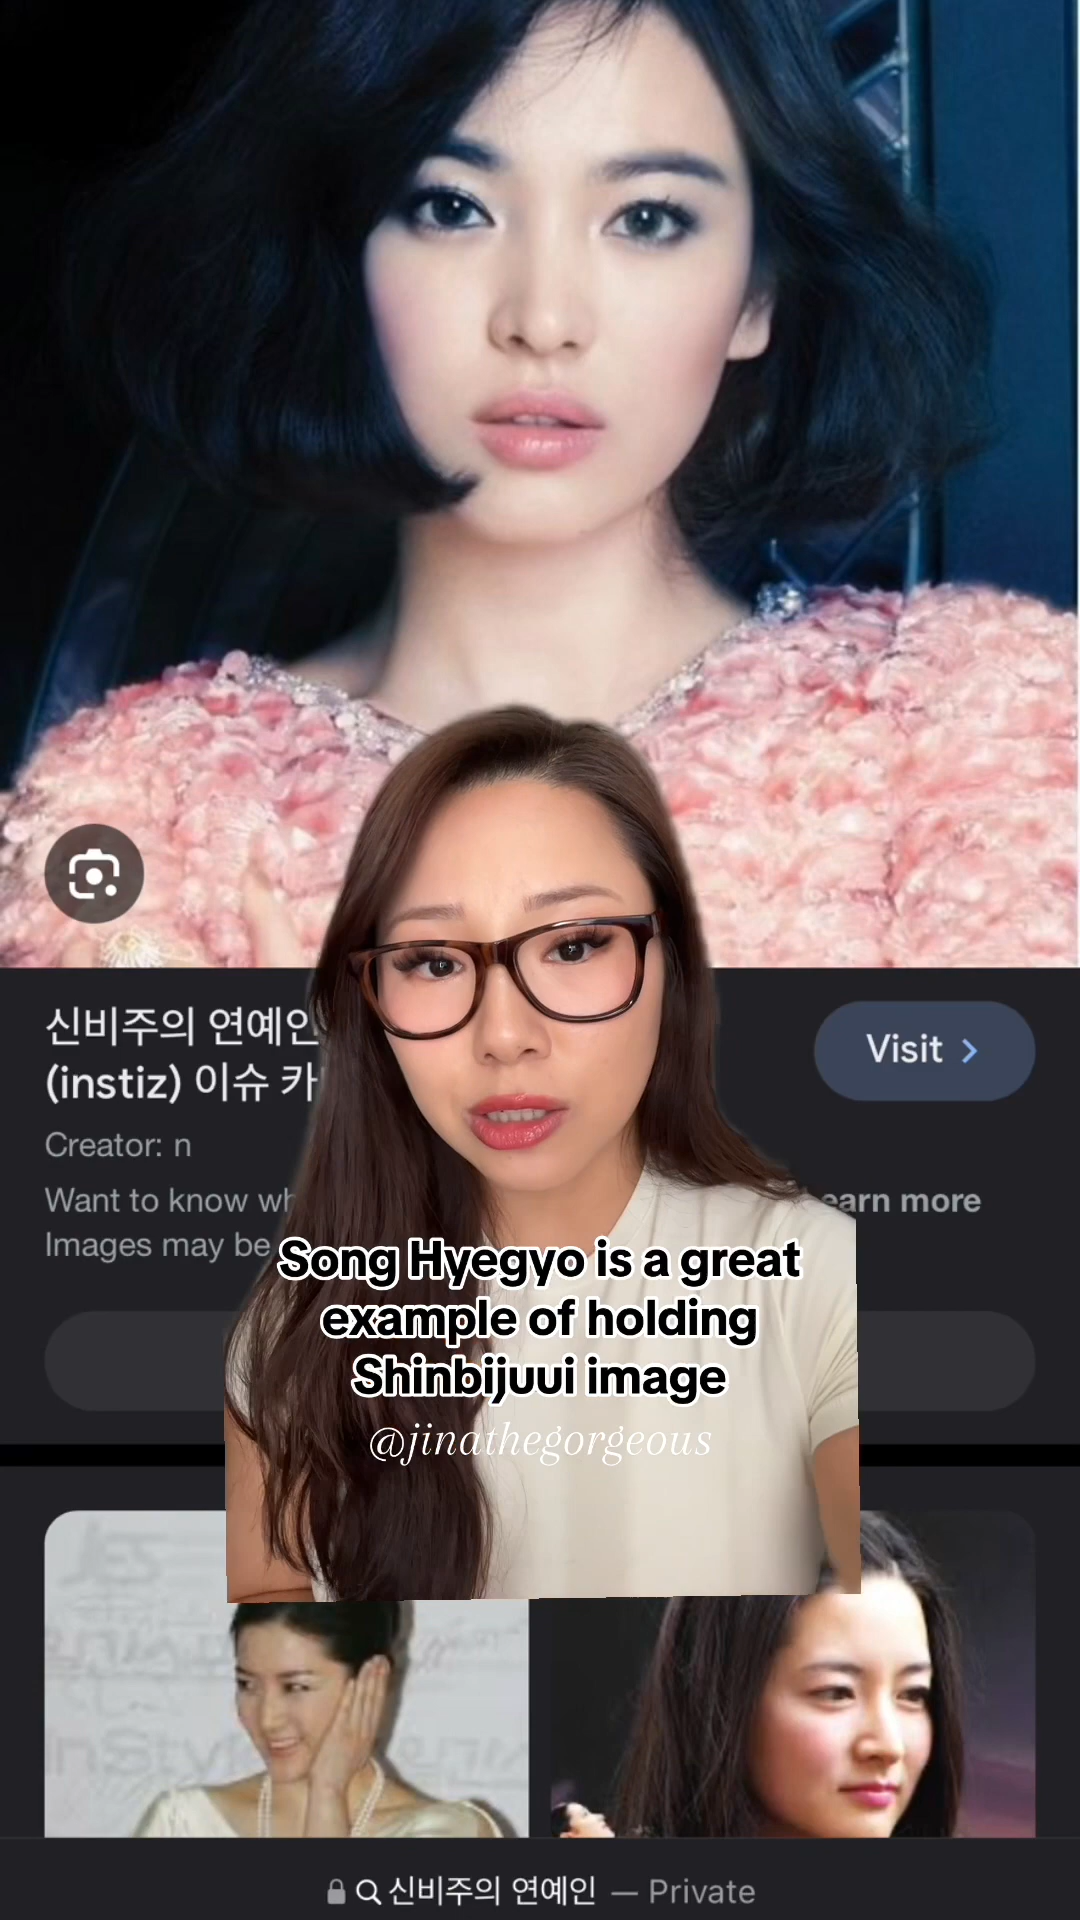 신비주의 연예인
(instiz) 이슈 카
Visit
Creator: n
Want to know wh
earn more
Images may be
Song Hyegyo is a great
example of holding
Shinbijuui image
@jinathegorgeous
신비주의 연예인 — Private